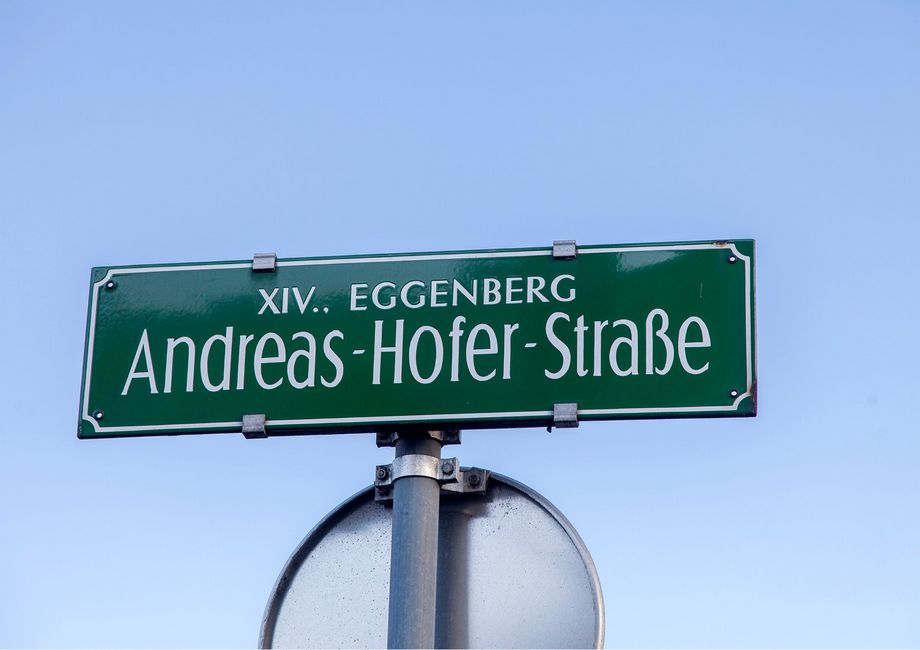 XIV., EGGENBERG
Andreas-Hofer-Straße